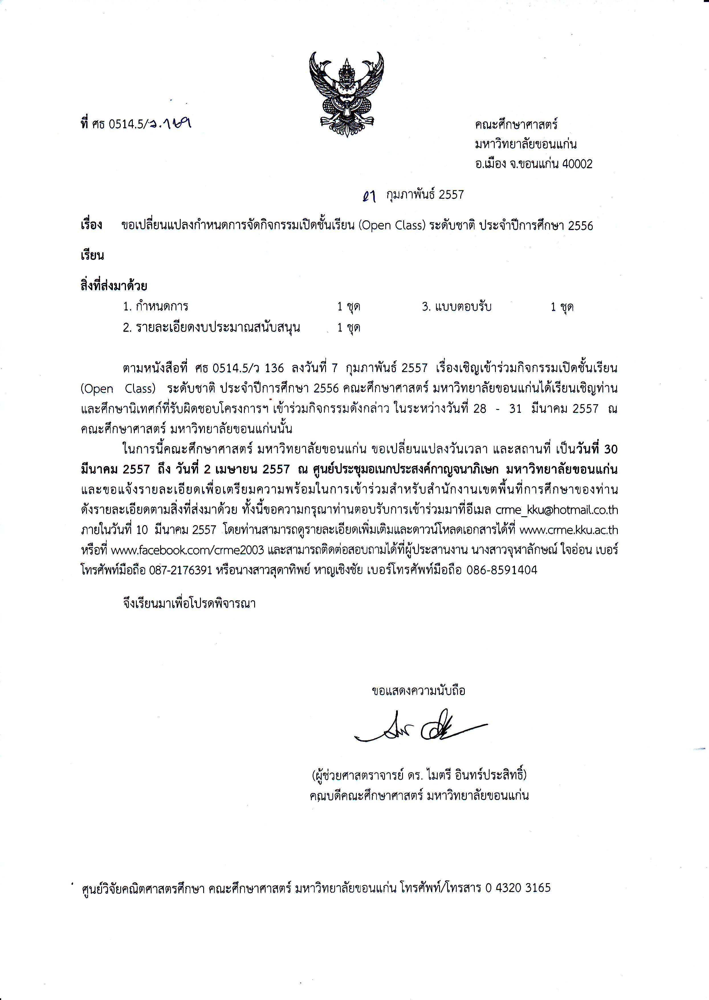 ที่ ศธ 0514.5/ว.
คณะศึกษาศาสตร์
มหาวิทยาลัยขอนแก่น
อ.เมือง จ.ขอนแก่น 40002
กุมภาพันธ์ 2557
เรื่อง ขอเปลี่ยนแปลงกำหนดการจัดกิจกรรมเปิดชั้นเรียน (Open Class) ระดับชาติ ประจำปีการศึกษา 2556
เรียน
สิ่งที่ส่งมาด้วย
1. กำหนดการ 1 ชุด 3. แบบตอบรับ 1 ชุด
2. รายละเอียดงบประมาณสนับสนุน 1 ชุด
ตามหนังสือที่ ศธ 0514.5/ว 136 ลงวันที่ 7 กุมภาพันธ์ 2557 เรื่องเชิญเข้าร่วมกิจกรรมเปิดชั้นเรียน
(Open Class) ระดับชาติ ประจำปีการศึกษา 2556 คณะศึกษาศาสตร์ มหาวิทยาลัยขอนแก่นได้เรียนเชิญท่าน
และศึกษานิเทศก์ที่รับผิดชอบโครงการฯ เข้าร่วมกิจกรรมดังกล่าว ในระหว่างวันที่ 28 - 31 มีนาคม 2557 ณ
คณะศึกษาศาสตร์ มหาวิทยาลัยขอนแก่นนั้น
ในการนี้คณะศึกษาศาสตร์ มหาวิทยาลัยขอนแก่น ขอเปลี่ยนแปลงวันเวลา และสถานที่ เป็นวันที่ 30
มีนาคม 2557 ถึง วันที่ 2 เมษายน 2557 ณ ศูนย์ประชุมอเนกประสงค์กาญจนาภิเษก มหาวิทยาลัยขอนแก่น
และขอแจ้งรายละเอียดเพื่อเตรียมความพร้อมในการเข้าร่วมสำหรับสำนักงานเขตพื้นที่การศึกษาของท่าน
ดังรายละเอียดตามสิ่งที่ส่งมาด้วย ทั้งนี้ขอความกรุณาท่านตอบรับการเข้าร่วมมาที่อีเมล crme_kku@hotmail.co.th
ภายในวันที่ 10 มีนาคม 2557 โดยท่านสามารถดูรายละเอียดเพิ่มเติมและดาวน์โหลดเอกสารได้ที่ www.crme.kku.ac.th
หรือที่ www.facebook.com/crme2003 และสามารถติดต่อสอบถามได้ที่ผู้ประสานงาน นางสาวจุฬาลักษณ์ ใจอ่อน เบอร์
โทรศัพท์มือถือ 087-2176391 หรือนางสาวสุดาทิพย์ หาญเชิงชัย เบอร์โทรศัพท์มือถือ 086-8591404
จึงเรียนมาเพื่อโปรดพิจารณา
ขอแสดงความนับถือ
(ผู้ช่วยศาสตราจารย์ ดร. ไมตรี อินทร์ประสิทธิ์)
คณบดีคณะศึกษาศาสตร์ มหาวิทยาลัยขอนแก่น
ศูนย์วิจัยคณิตศาสตรศึกษา คณะศึกษาศาสตร์ มหาวิทยาลัยขอนแก่น โทรศัพท์/โทรสาร 0 4320 3165